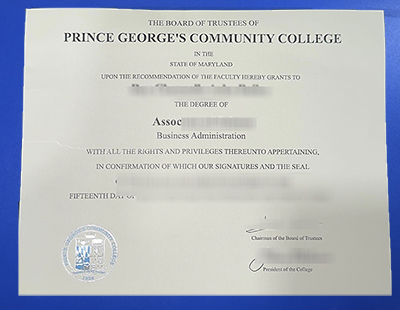 THE BOARD OF TRUSTEES OF
PRINCE GEORGE'S COMMUNITY COLLEGE
IN THE
STATE OF MARYLAND
UPON THE RECOMMENDATION OF THE FACULTY HEREBY GRANTS TO
THE DEGREE OF
Assoc
Business Administration
WITH ALL THE RIGHTS AND PRIVILEGES THEREUNTO APPERTAINING,
IN CONFIRMATION OF WHICH OUR SIGNATURES AND THE SEAL
FIFTEENTH DAY OF
Chairman of the Board of Trustees
President of the College